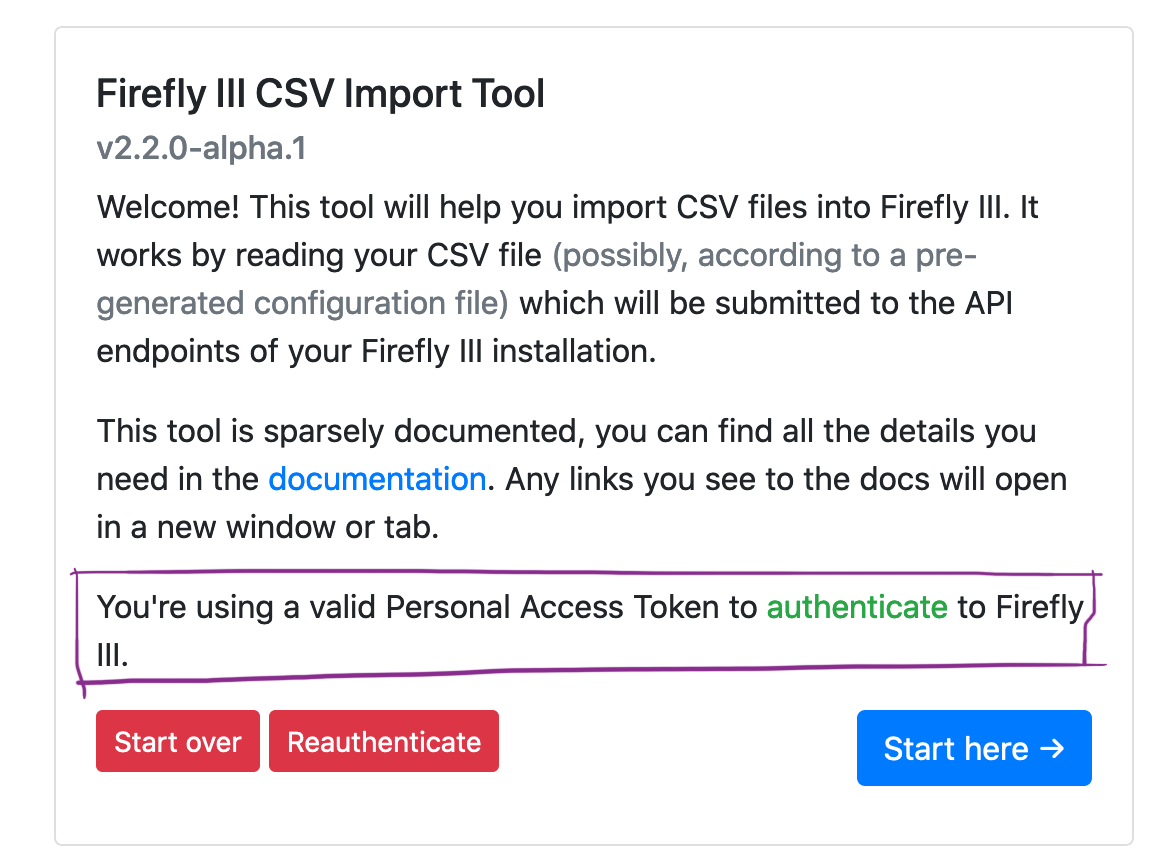 Firefly III CSV Import Tool
v2.2.0-alpha.1
Welcome! This tool will help you import CSV files into Firefly III. It
works by reading your CSV file (possibly, according to a pre-
generated configuration file) which will be submitted to the API
endpoints of your Firefly III installation.
This tool is sparsely documented, you can find all the details you
need in the documentation. Any links you see to the docs will open
in a new window or tab.
You're using a valid Personal Access Token to authenticate to Firefly
III.
Start over Reauthenticate Start here →